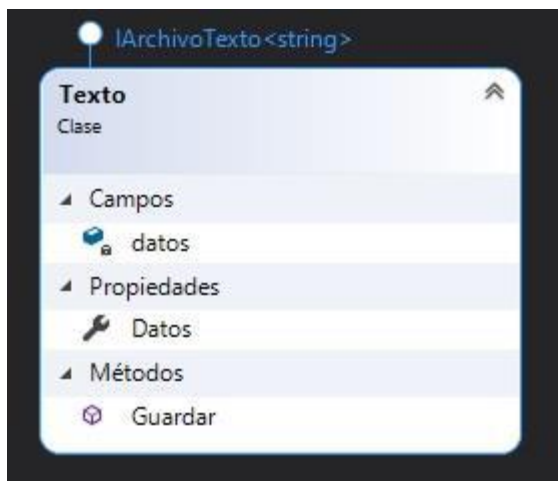 IArchivoTexto<string>
Texto
Clase
Campos
datos
Propiedades
Datos
Métodos
Guardar